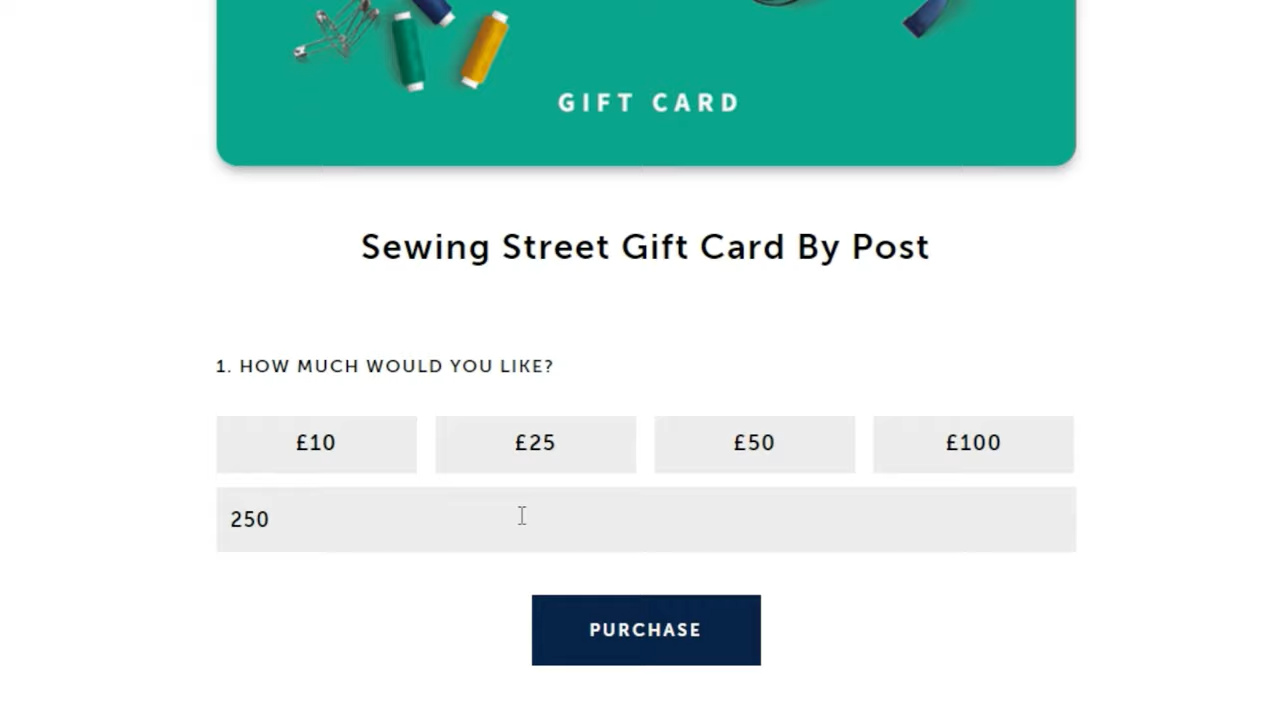 GIFT CARD
Sewing Street Gift Card By Post
1. HOW MUCH WOULD YOU LIKE?
£10 £25 £50 £100
250
PURCHASE